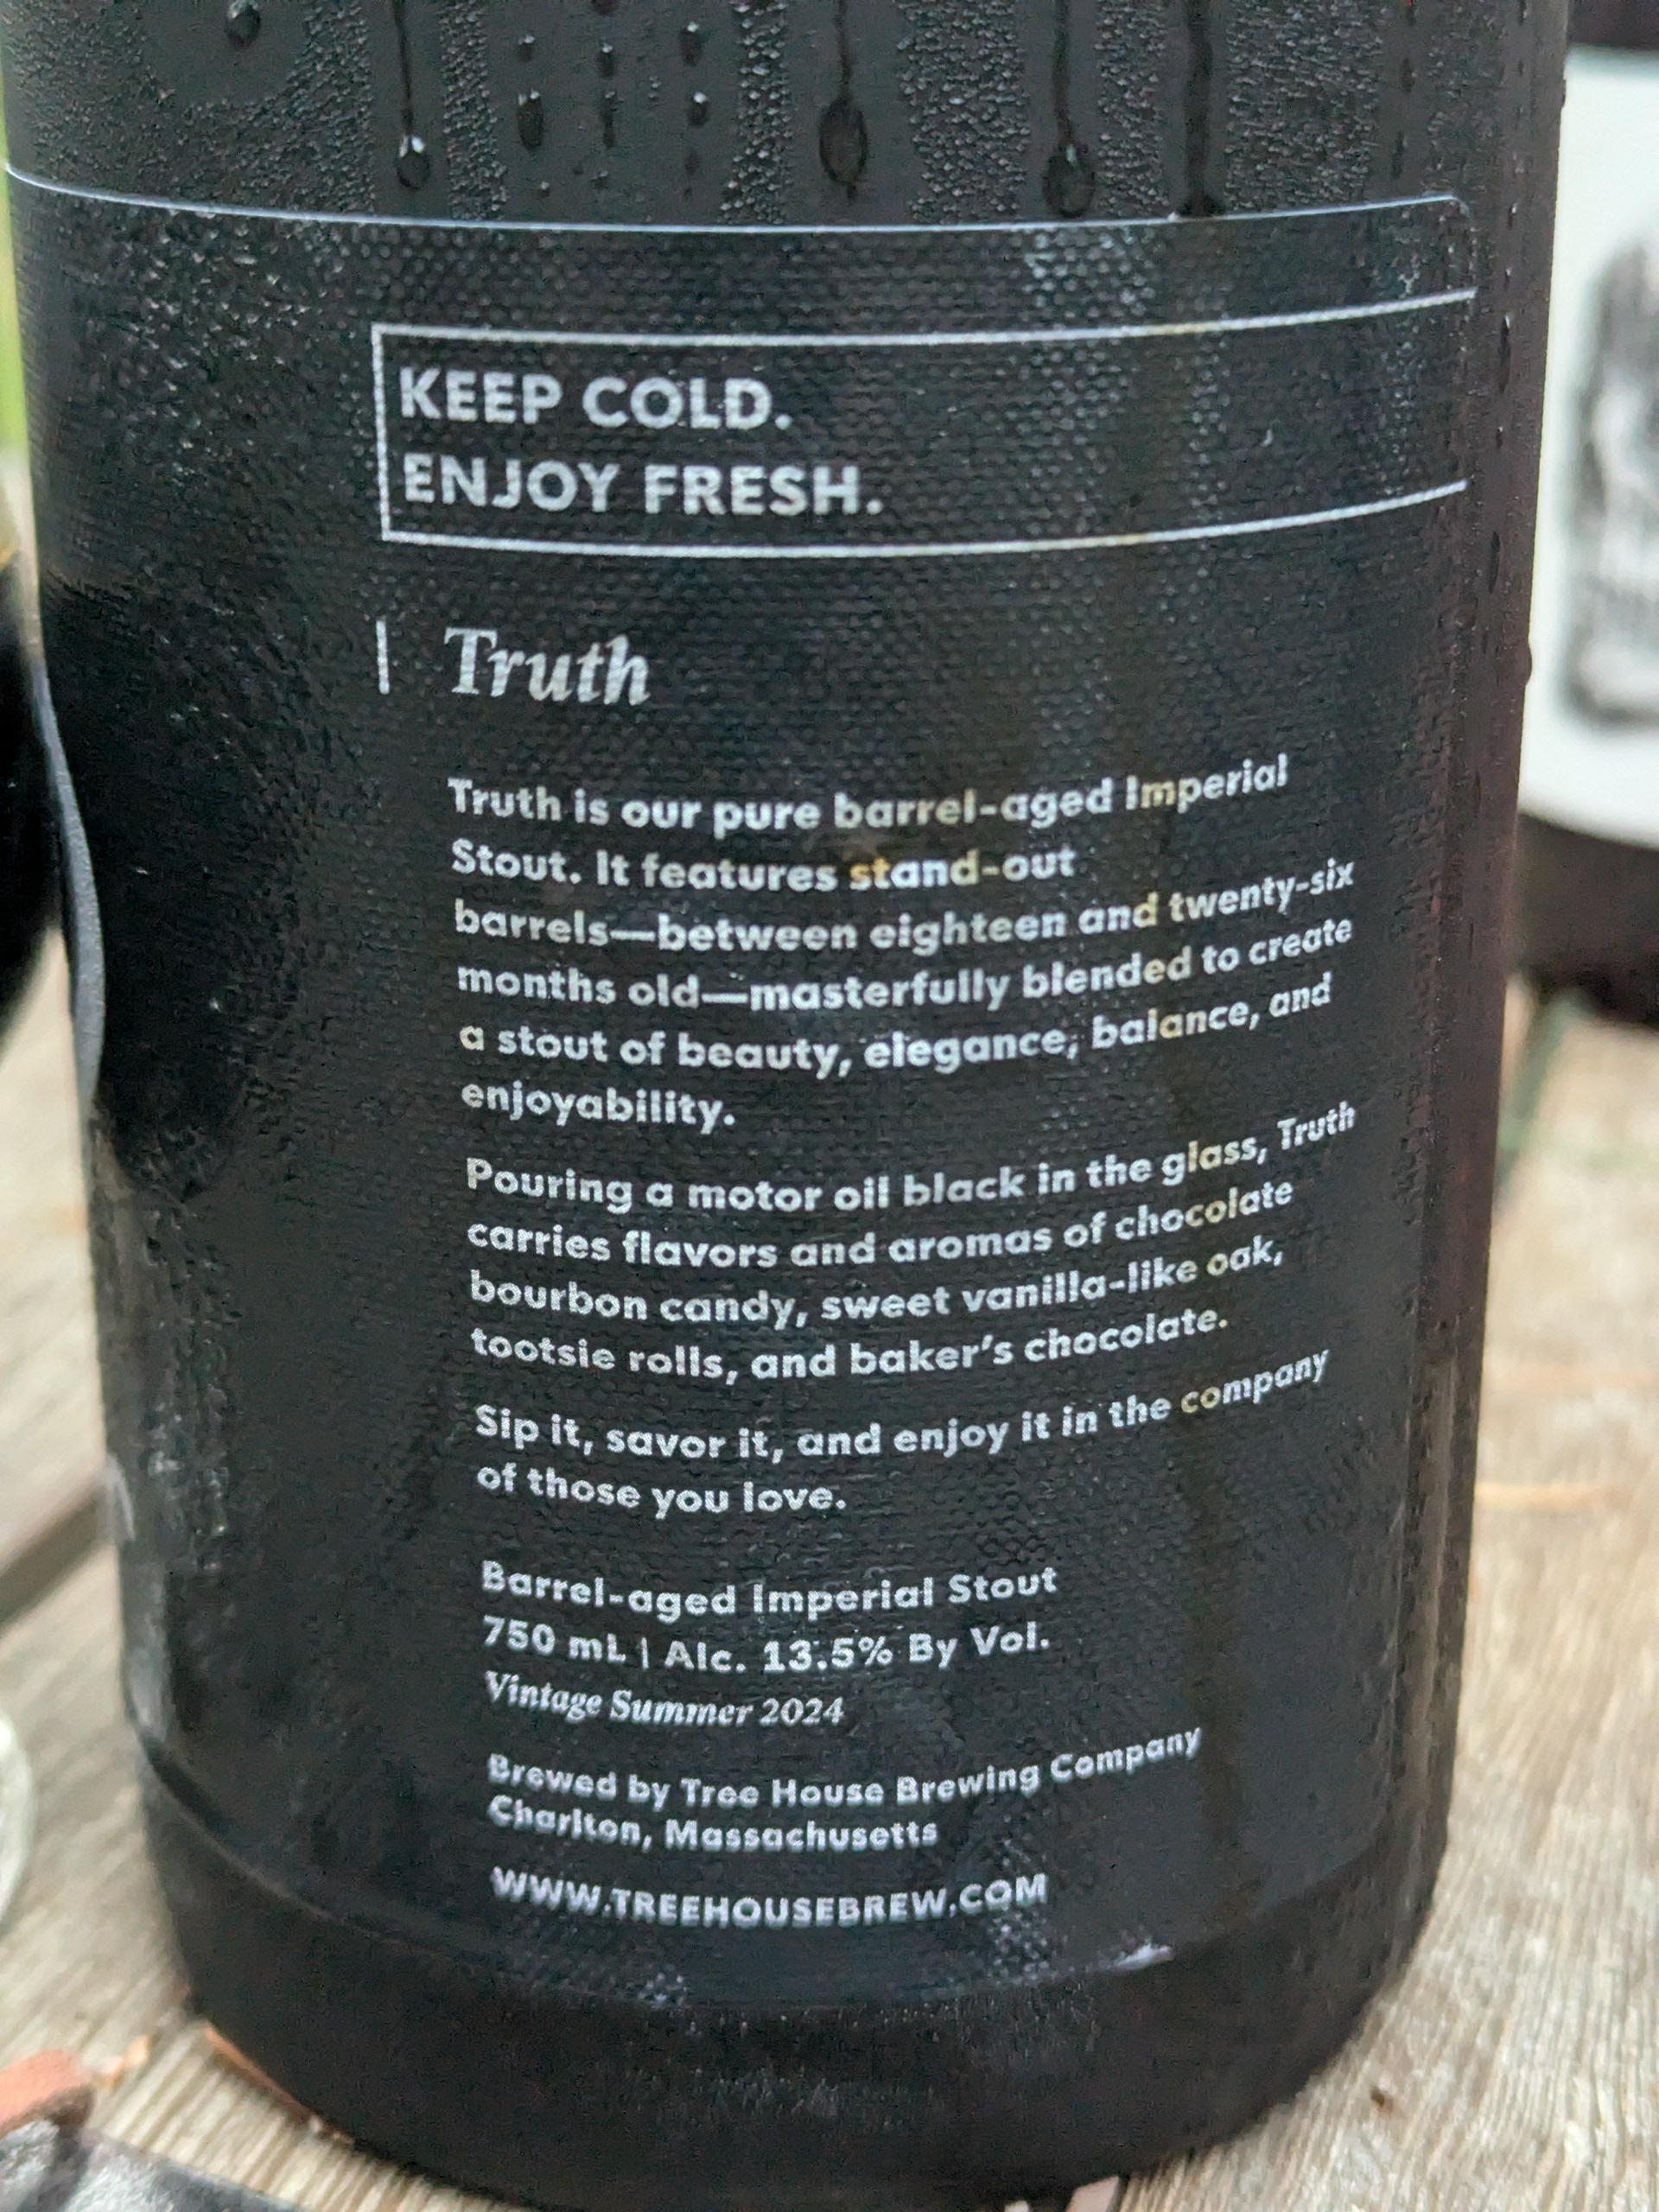 KEEP COLD.
ENJOY FRESH.
Truth
Truth is our pure barrel-aged Imperial
Stout. It features stand-out
barrels—between eighteen and twenty-six
months old—masterfully blended to create
a stout of beauty, elegance, balance, and
enjoyability.
Pouring a motor oil black in the glass, Truth
carries flavors and aromas of chocolate
bourbon candy, sweet vanilla-like oak,
tootsie rolls, and baker's chocolate.
Sip it, savor it, and enjoy it in the company
of those you love.
Barrel-aged Imperial Stout
750 mL | Alc. 13.5% By Vol.
Vintage Summer 2024
Brewed by Tree House Brewing Company
Charlton, Massachusetts
WWW.TREEHOUSEBREW.COM